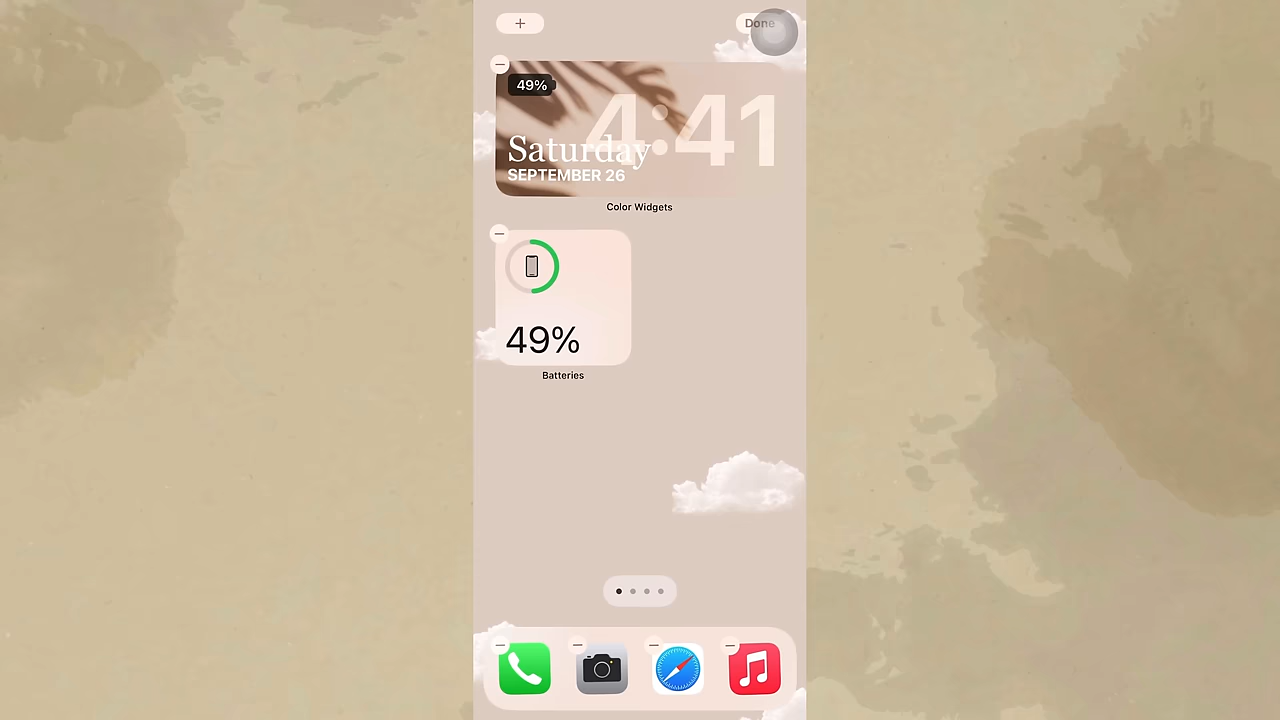 Done
49%
4:41
Saturday
SEPTEMBER 26
Color Widgets
49%
Batteries